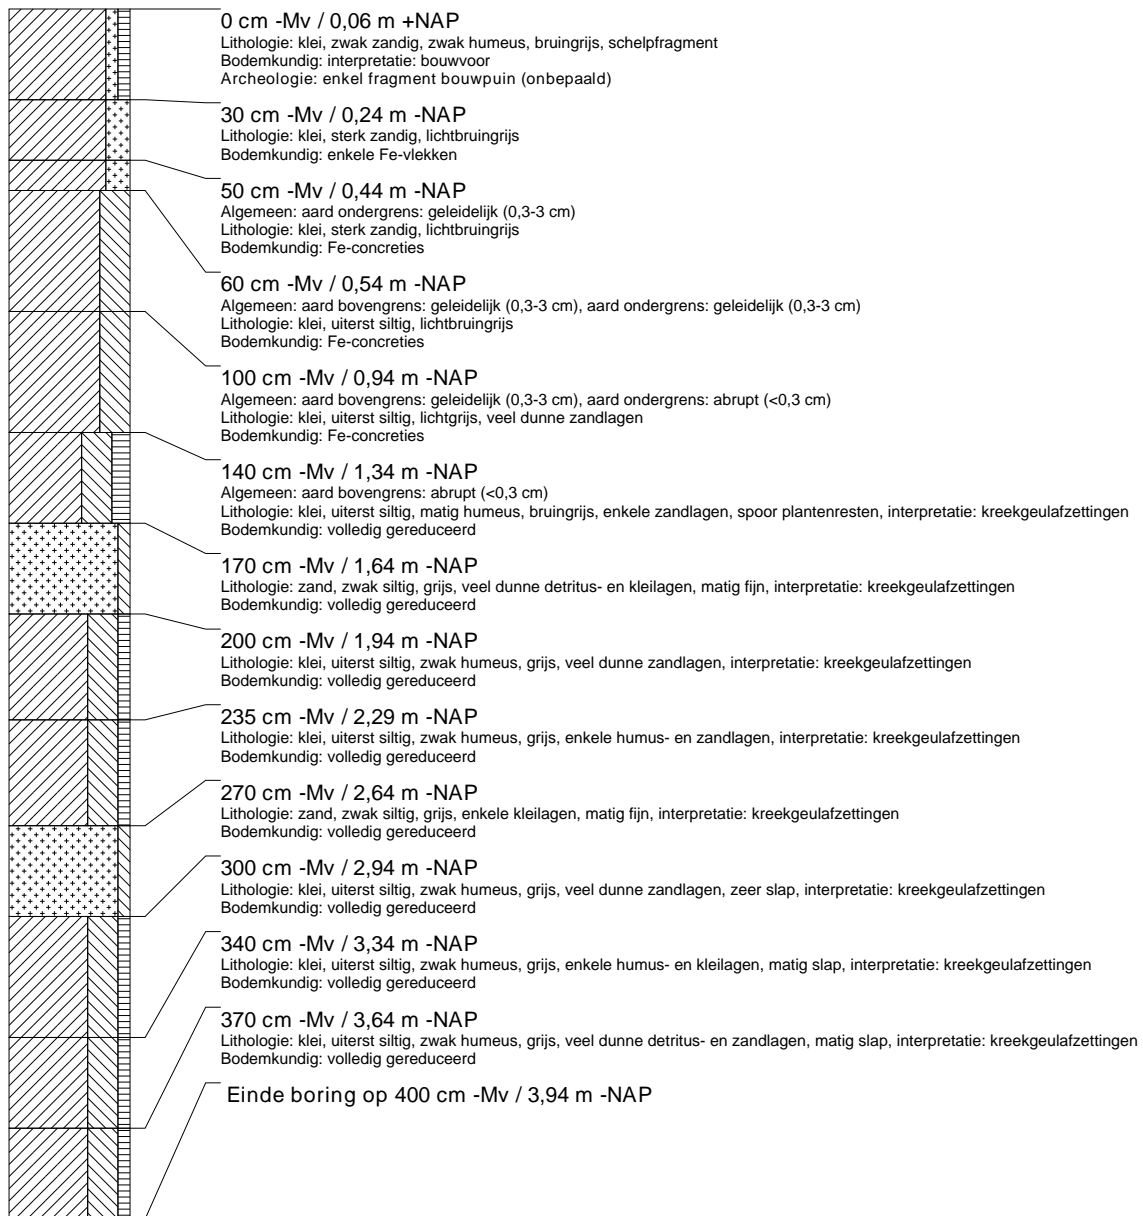 0 cm -Mv / 0,06 m +NAP
Lithologie: klei, zwak zandig, zwak humeus, bruingrijs, schelpfragment
Bodemkundig: interpretatie: bouwvoor
Archeologie: enkel fragment bouwpuin (onbepaald)
30 cm -Mv / 0,24 m -NAP
Lithologie: klei, sterk zandig, lichtbruingrijs
Bodemkundig: enkele Fe-vlekken
50 cm -Mv / 0,44 m -NAP
Algemeen: aard ondergrens: geleidelijk (0,3-3 cm)
Lithologie: klei, sterk zandig, lichtbruingrijs
Bodemkundig: Fe-concreties
60 cm -Mv / 0,54 m -NAP
Algemeen: aard bovengrens: geleidelijk (0,3-3 cm), aard ondergrens: geleidelijk (0,3-3 cm)
Lithologie: klei, uiterst siltig, lichtbruingrijs
Bodemkundig: Fe-concreties
100 cm -Mv / 0,94 m -NAP
Algemeen: aard bovengrens: geleidelijk (0,3-3 cm), aard ondergrens: abrupt (<0,3 cm)
Lithologie: klei, uiterst siltig, lichtgrijs, veel dunne zandlagen
Bodemkundig: Fe-concreties
140 cm -Mv / 1,34 m -NAP
Algemeen: aard bovengrens: abrupt (<0,3 cm)
Lithologie: klei, uiterst siltig, matig humeus, bruingrijs, enkele zandlagen, spoor plantenresten, interpretatie: kreekgeulafzettingen
Bodemkundig: volledig gereduceerd
170 cm -Mv / 1,64 m -NAP
Lithologie: zand, zwak siltig, grijs, veel dunne detritus- en kleilagen, matig fijn, interpretatie: kreekgeulafzettingen
Bodemkundig: volledig gereduceerd
200 cm -Mv / 1,94 m -NAP
Lithologie: klei, uiterst siltig, zwak humeus, grijs, veel dunne zandlagen, interpretatie: kreekgeulafzettingen
Bodemkundig: volledig gereduceerd
235 cm -Mv / 2,29 m -NAP
Lithologie: klei, uiterst siltig, zwak humeus, grijs, enkele humus- en zandlagen, interpretatie: kreekgeulafzettingen
Bodemkundig: volledig gereduceerd
270 cm -Mv / 2,64 m -NAP
Lithologie: zand, zwak siltig, grijs, enkele kleilagen, matig fijn, interpretatie: kreekgeulafzettingen
Bodemkundig: volledig gereduceerd
300 cm -Mv / 2,94 m -NAP
Lithologie: klei, uiterst siltig, zwak humeus, grijs, veel dunne zandlagen, zeer slap, interpretatie: kreekgeulafzettingen
Bodemkundig: volledig gereduceerd
340 cm -Mv / 3,34 m -NAP
Lithologie: klei, uiterst siltig, zwak humeus, grijs, enkele humus- en kleilagen, matig slap, interpretatie: kreekgeulafzettingen
Bodemkundig: volledig gereduceerd
370 cm -Mv / 3,64 m -NAP
Lithologie: klei, uiterst siltig, zwak humeus, grijs, veel dunne detritus- en zandlagen, matig slap, interpretatie: kreekgeulafzettingen
Bodemkundig: volledig gereduceerd
Einde boring op 400 cm -Mv / 3,94 m -NAP